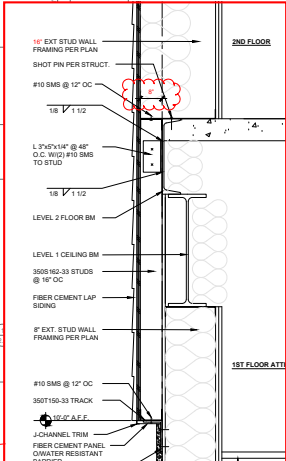 16" EXT STUD WALL
FRAMING PER PLAN
2ND FLOOR
SHOT PIN PER STRUCT.
#10 SMS @ 12" OC
8"
1/8 1 1/2
L 3"x5"x1/4" @ 48"
O.C. W/(2) #10 SMS
TO STUD
1/8 1 1/2
LEVEL 2 FLOOR BM
LEVEL 1 CEILING BM
350S162-33 STUDS
@ 16" OC
FIBER CEMENT LAP
SIDING
8" EXT. STUD WALL
FRAMING PER PLAN
1ST FLOOR
#10 SMS @ 12" OC
350T150-33 TRACK
10'-0" A.F.F.
J-CHANNEL TRIM
FIBER CEMENT PANEL
O/WATER RESISTANT